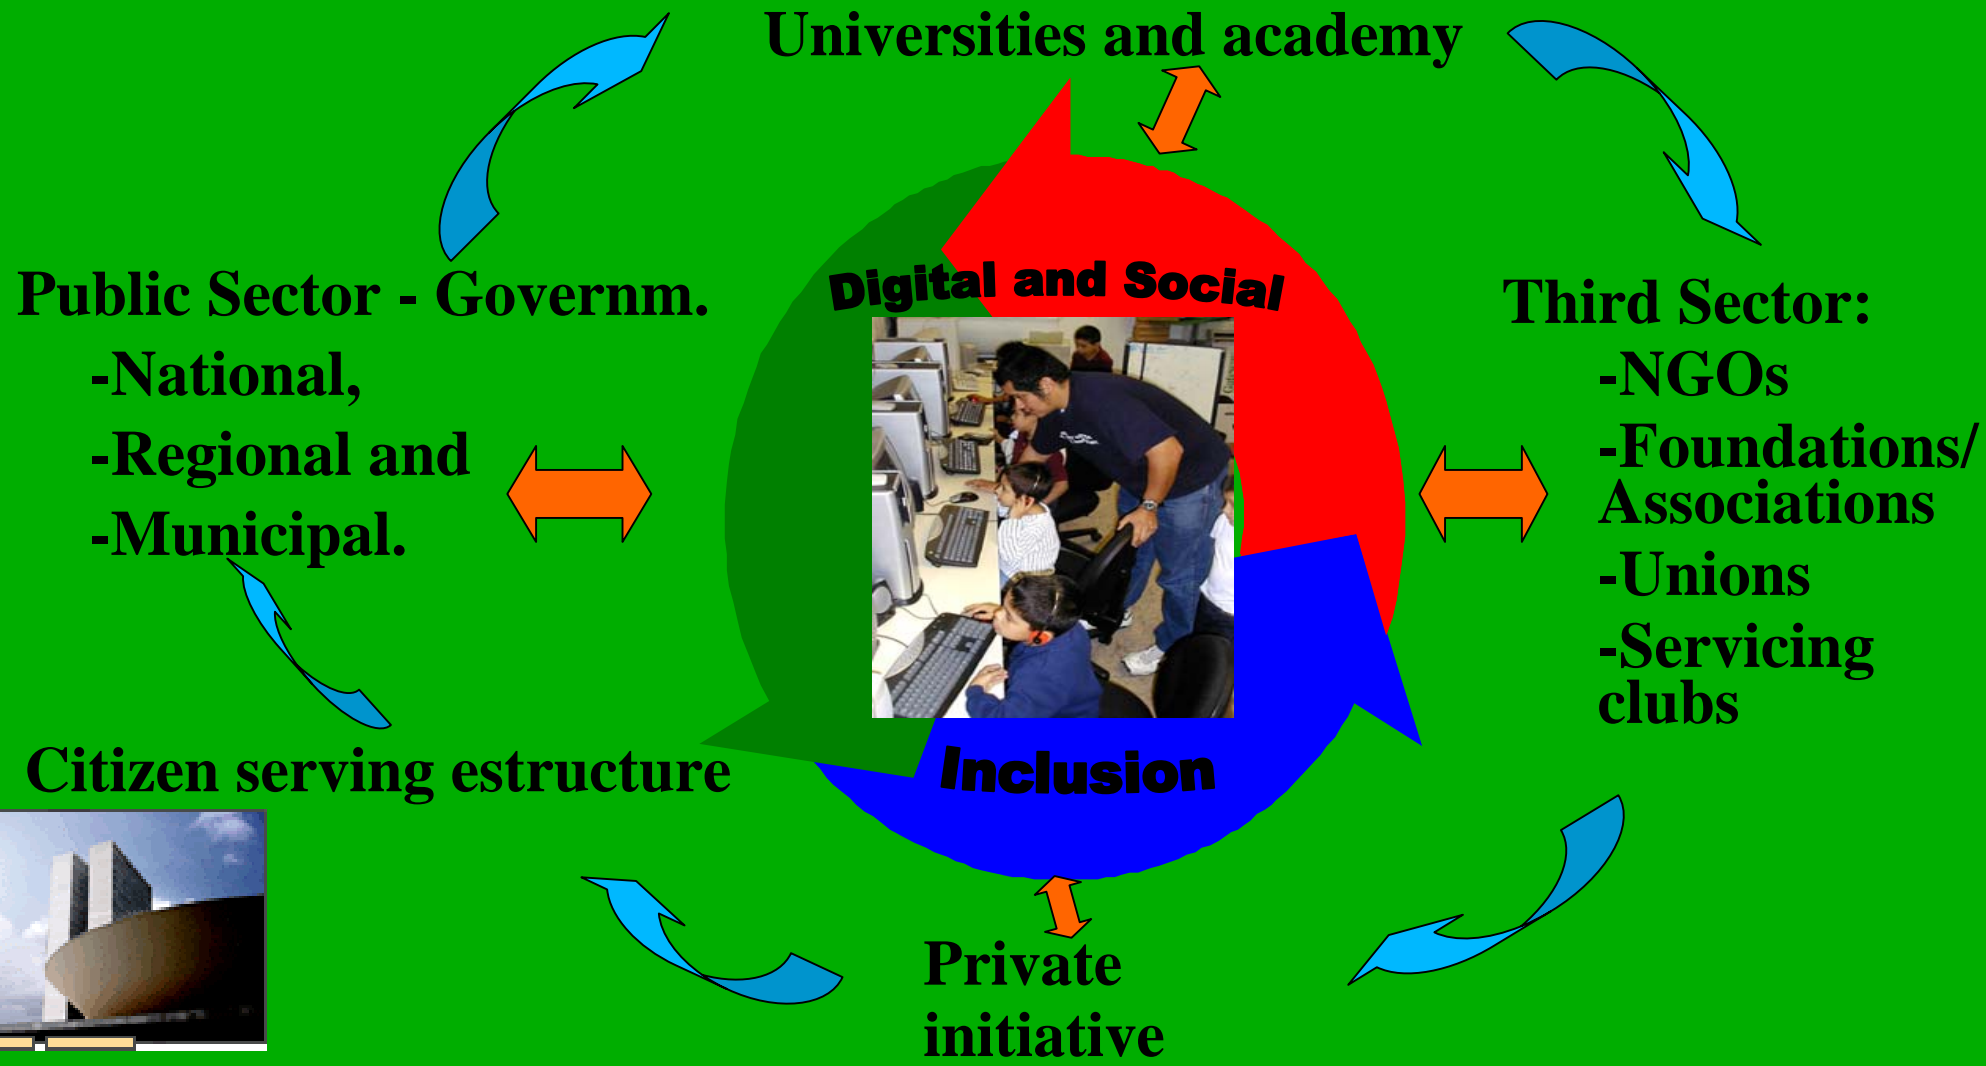 Universities and academy
Public Sector - Governm.
-National,
-Regional and
-Municipal.
Citizen serving estructure
Digital and Social
Inclusion
Third Sector:
-NGOs
-Foundations/
Associations
-Unions
-Servicing
clubs
Private
initiative